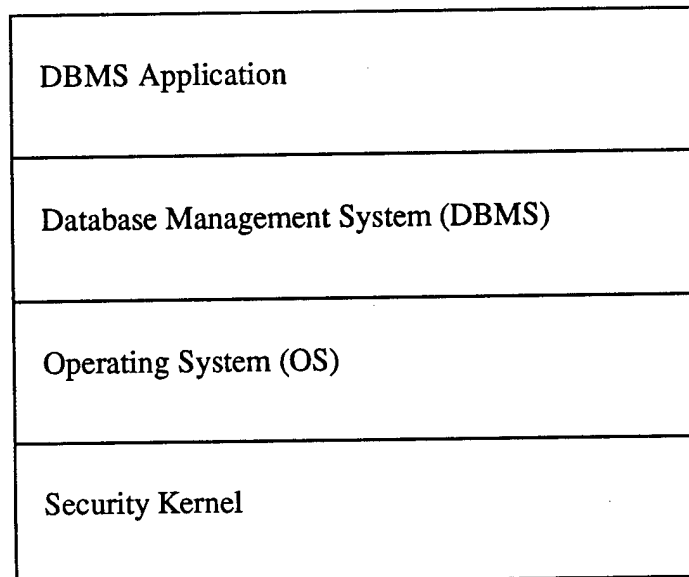 DBMS Application
Database Management System (DBMS)
Operating System (OS)
Security Kernel